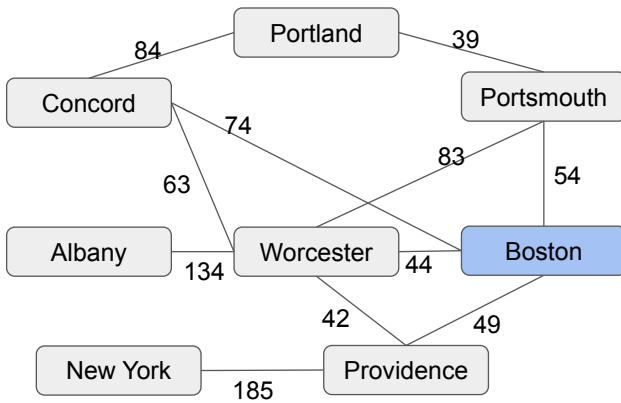 Portland
84
39
Concord
Portsmouth
74
83
63
54
Albany
Worcester
Boston
134
44
42
49
New York
Providence
185